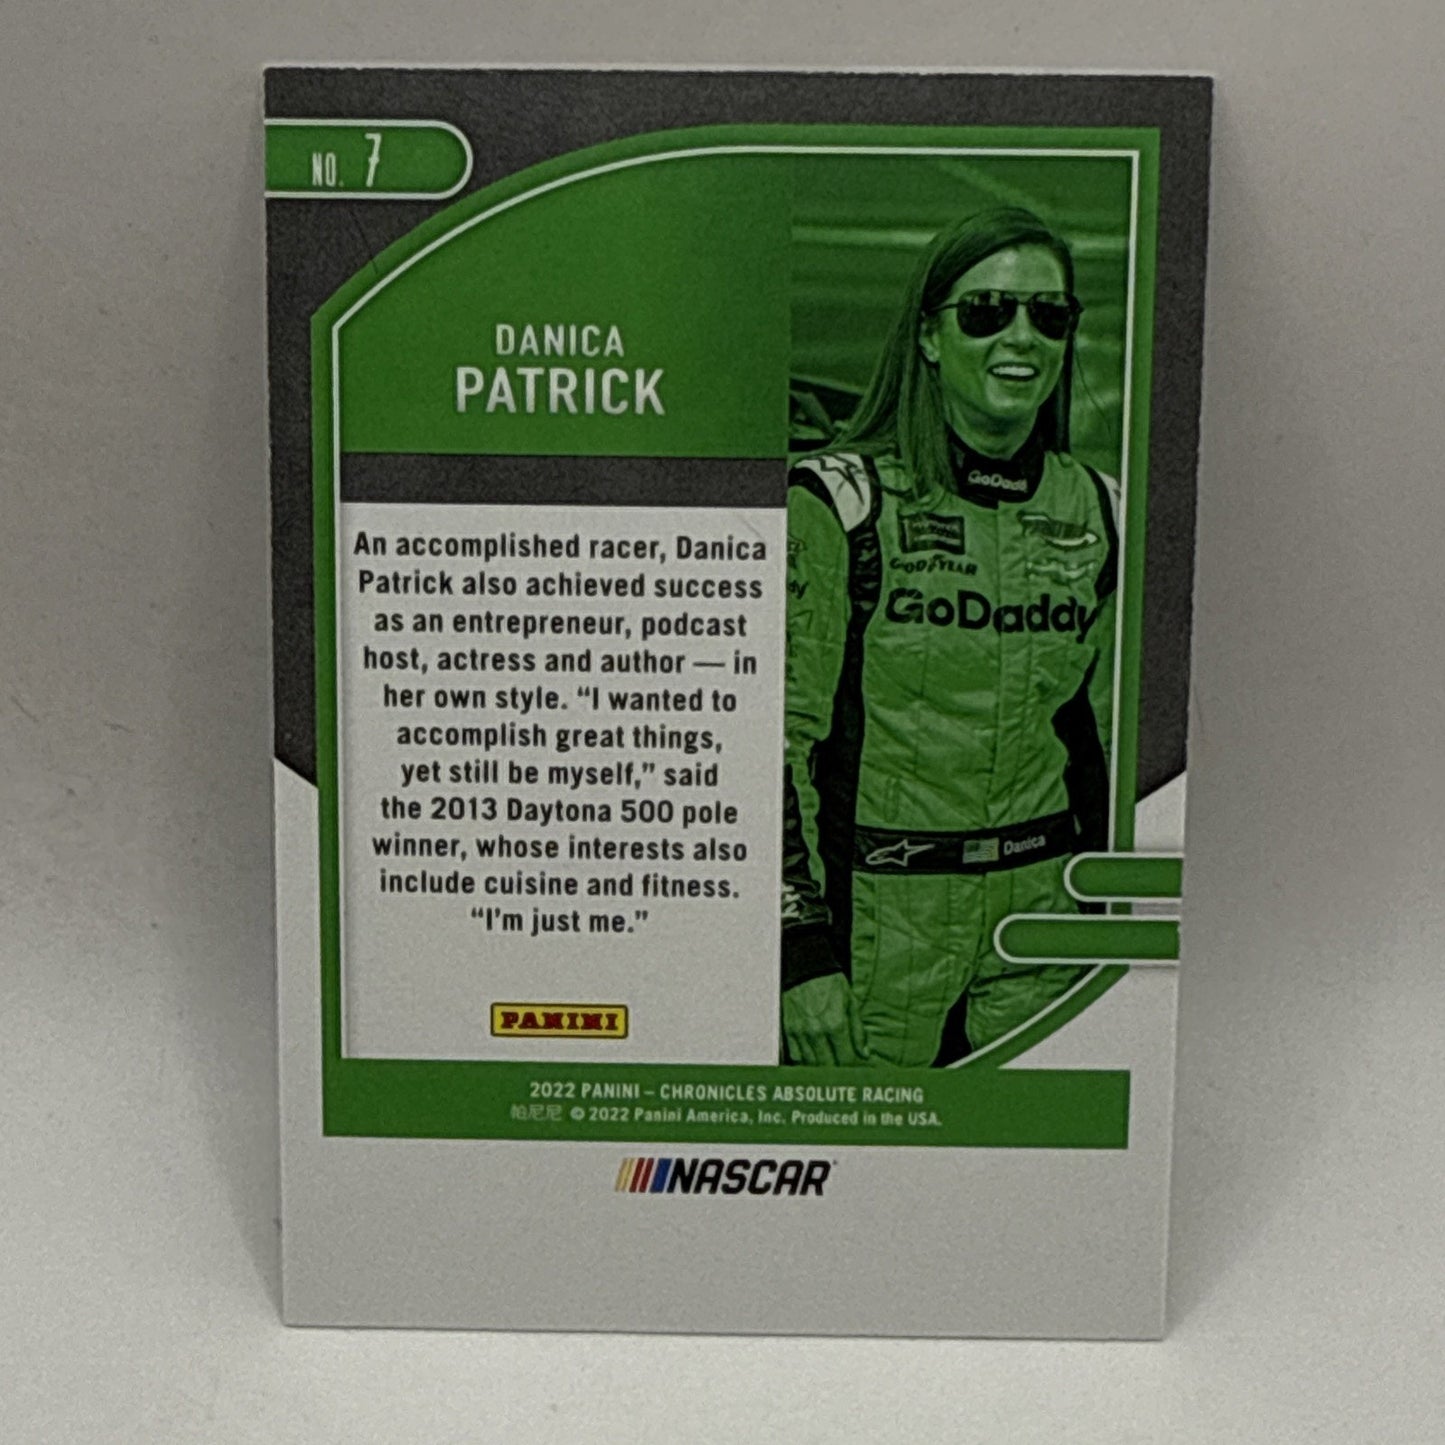 NO. 7
DANICA
PATRICK
An accomplished racer, Danica
Patrick also achieved success
as an entrepreneur, podcast
host, actress and author — in
her own style. “I wanted to
accomplish great things,
yet still be myself,” said
the 2013 Daytona 500 pole
winner, whose interests also
include cuisine and fitness.
“I’m just me.”
GoDaddy
GOODYEAR
GoDaddy
Danica
PANINI
2022 PANINI – CHRONICLES ABSOLUTE RACING
帕尼尼 © 2022 Panini America, Inc. Produced in the USA.
NASCAR